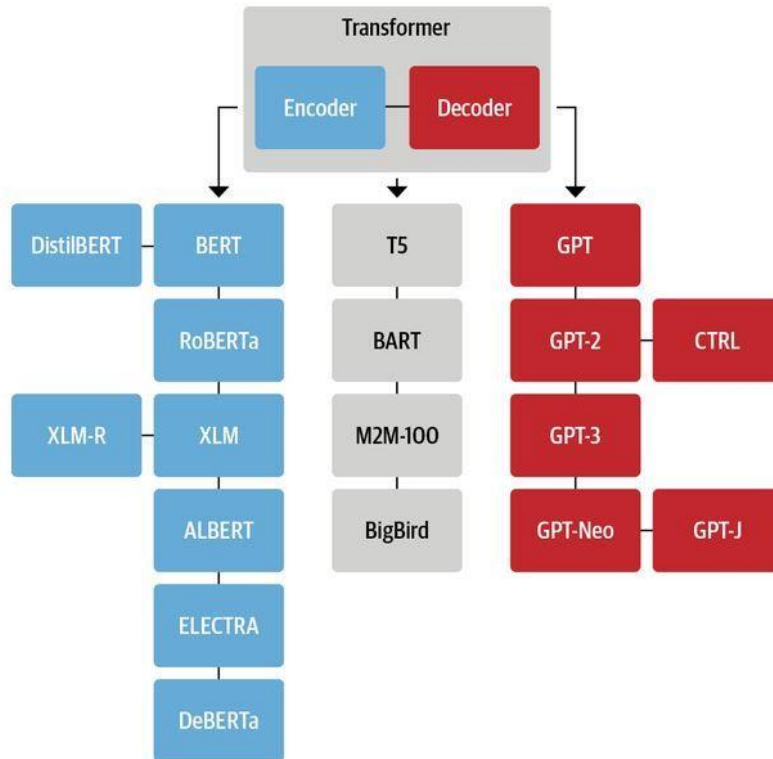 Transformer
Encoder
Decoder
DistilBERT
BERT
T5
GPT
RoBERTa
BART
GPT-2
CTRL
XLM-R
XLM
M2M-100
GPT-3
ALBERT
BigBird
GPT-Neo
GPT-J
ELECTRA
DeBERTa